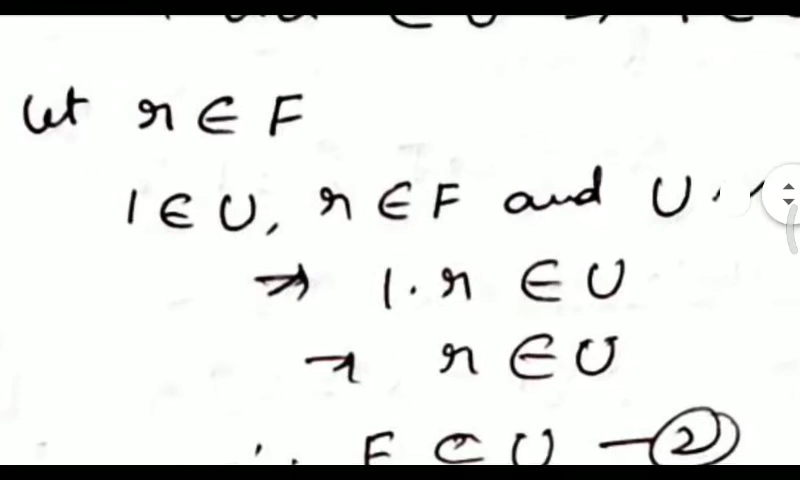 let r ∈ F
1 ∈ U, r ∈ F and U
→ 1. r ∈ U
→ r ∈ U
∴ F ⊂ U — ②